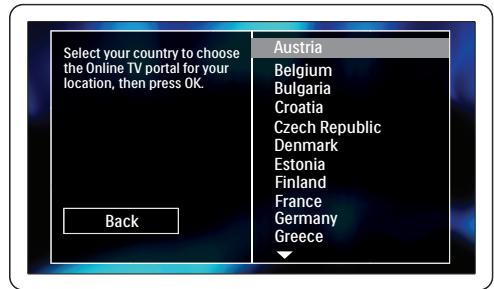 Select your country to choose
the Online TV portal for your
location, then press OK.
Back
Austria
Belgium
Bulgaria
Croatia
Czech Republic
Denmark
Estonia
Finland
France
Germany
Greece